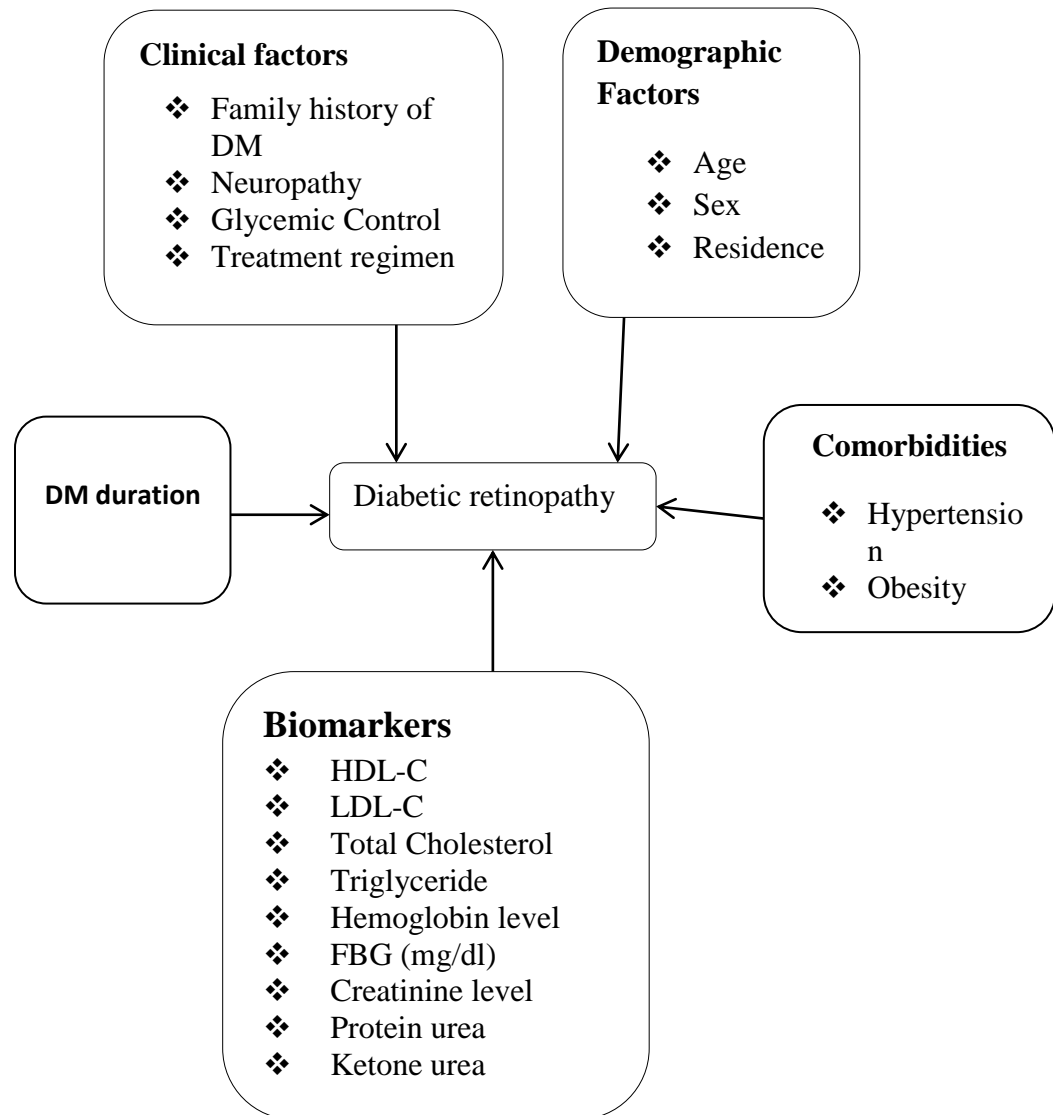 Clinical factors
❖ Family history of
DM
❖ Neuropathy
❖ Glycemic Control
❖ Treatment regimen
Demographic
Factors
❖ Age
❖ Sex
❖ Residence
DM duration
Diabetic retinopathy
Comorbidities
❖ Hypertensio
n
❖ Obesity
Biomarkers
❖ HDL-C
❖ LDL-C
❖ Total Cholesterol
❖ Triglyceride
❖ Hemoglobin level
❖ FBG (mg/dl)
❖ Creatinine level
❖ Protein urea
❖ Ketone urea